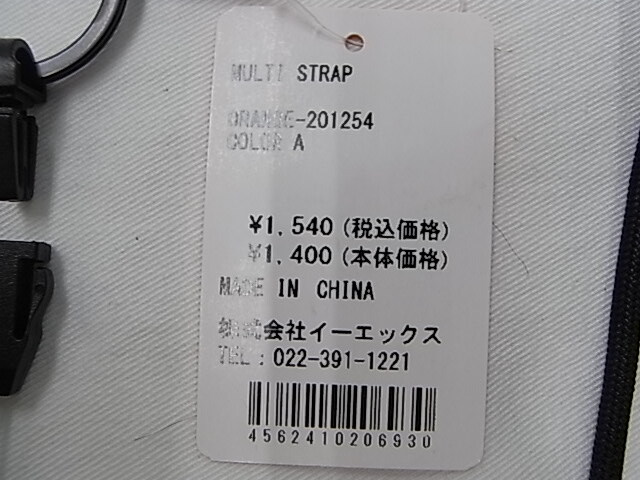 MULTI STRAP
ORANGE-201254
COLOR A
¥1,540(税込価格)
¥1,400(本体価格)
MADE IN CHINA
株式会社イーエックス
TEL:022-391-1221
4562410206930